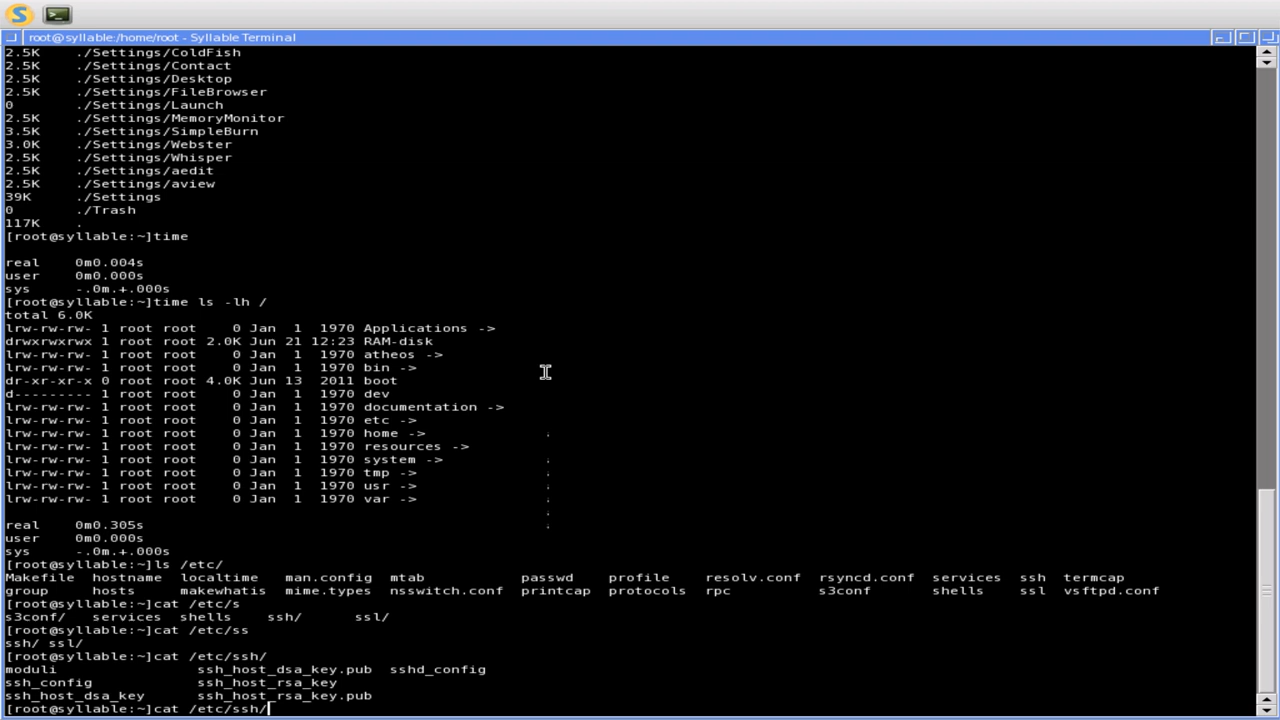 root@syllable:/home/root - Syllable Terminal
2.5K    ./Settings/ColdFish
2.5K    ./Settings/Contact
2.5K    ./Settings/Desktop
2.5K    ./Settings/FileBrowser
0       ./Settings/Launch
2.5K    ./Settings/MemoryMonitor
3.5K    ./Settings/SimpleBurn
3.0K    ./Settings/Webster
2.5K    ./Settings/Whisper
2.5K    ./Settings/aedit
2.5K    ./Settings/aview
39K     ./Settings
0       ./Trash
117K    .
[root@syllable:~]time
real    0m0.004s
user    0m0.000s
sys     -.0m.+.000s
[root@syllable:~]time ls -lh /
total 6.0K
lrw-rw-rw- 1 root root    0 Jan  1  1970 Applications ->
drwxrwxrwx 1 root root 2.0K Jun 21 12:23 RAM-disk
lrw-rw-rw- 1 root root    0 Jan  1  1970 atheos ->
lrw-rw-rw- 1 root root    0 Jan  1  1970 bin ->
dr-xr-xr-x 0 root root 4.0K Jun 13  2011 boot
d--------- 1 root root    0 Jan  1  1970 dev
lrw-rw-rw- 1 root root    0 Jan  1  1970 documentation ->
lrw-rw-rw- 1 root root    0 Jan  1  1970 etc ->
lrw-rw-rw- 1 root root    0 Jan  1  1970 home ->
lrw-rw-rw- 1 root root    0 Jan  1  1970 resources ->
lrw-rw-rw- 1 root root    0 Jan  1  1970 system ->
lrw-rw-rw- 1 root root    0 Jan  1  1970 tmp ->
lrw-rw-rw- 1 root root    0 Jan  1  1970 usr ->
lrw-rw-rw- 1 root root    0 Jan  1  1970 var ->
real    0m0.305s
user    0m0.000s
sys     -.0m.+.000s
[root@syllable:~]ls /etc/
Makefile  hostname  localtime   man.config  mtab           passwd    profile    resolv.conf  rsyncd.conf  services  ssh  termcap
group     hosts     makewhatis  mime.types  nsswitch.conf  printcap  protocols  rpc          s3conf       shells    ssl  vsftpd.conf
[root@syllable:~]cat /etc/s
s3conf/   services  shells    ssh/      ssl/
[root@syllable:~]cat /etc/ss
ssh/ ssl/
[root@syllable:~]cat /etc/ssh/
moduli                ssh_host_dsa_key.pub  sshd_config
ssh_config            ssh_host_rsa_key
ssh_host_dsa_key      ssh_host_rsa_key.pub
[root@syllable:~]cat /etc/ssh/